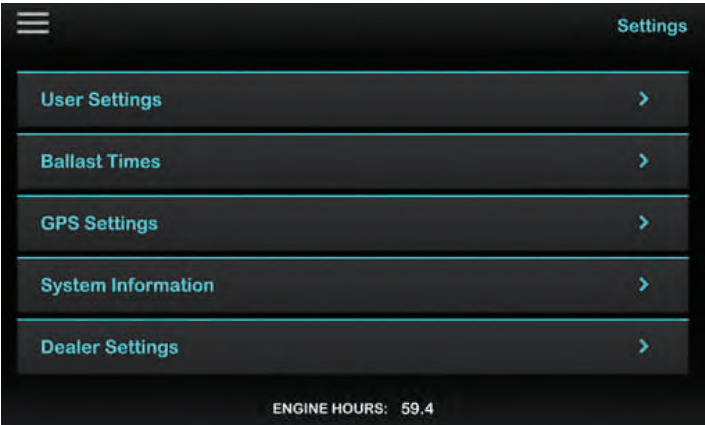 Settings
User Settings
Ballast Times
GPS Settings
System Information
Dealer Settings
ENGINE HOURS: 59.4